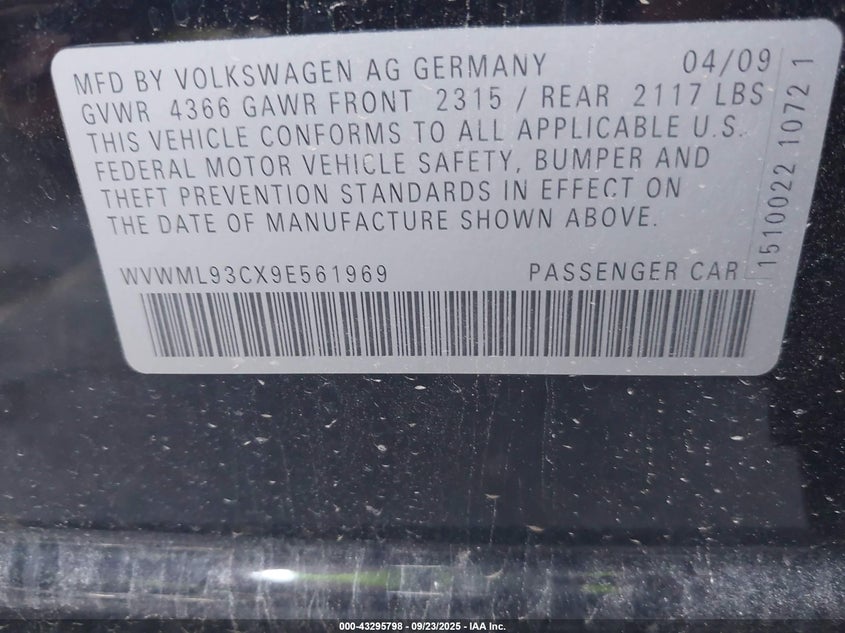 MFD BY VOLKSWAGEN AG GERMANY 04/09
GVWR 4366 GAWR FRONT 2315 / REAR 2117 LBS
THIS VEHICLE CONFORMS TO ALL APPLICABLE U.S.
FEDERAL MOTOR VEHICLE SAFETY, BUMPER AND
THEFT PREVENTION STANDARDS IN EFFECT ON
THE DATE OF MANUFACTURE SHOWN ABOVE.
WVWML93CX9E561969 PASSENGER CAR
1510022 1072 1
000-43295798 - 09/23/2025 - IAA Inc.